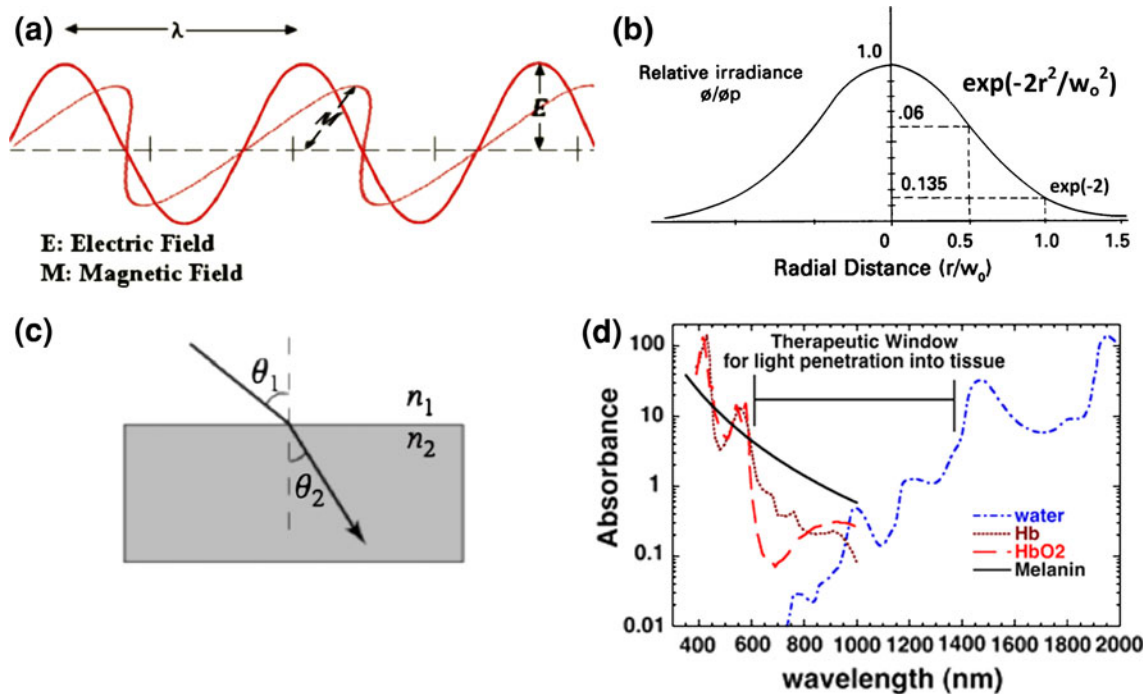 (a)
λ
M
E
E: Electric Field
M: Magnetic Field
(b)
1.0
Relative irradiance
ø/øp
exp(-2r²/wₒ²)
.06
0.135
exp(-2)
0
0.5
1.0
1.5
Radial Distance (r/w₀)
(c)
θ₁
n₁
n₂
θ₂
(d)
100
10
1
0.1
0.01
Absorbance
Therapeutic Window
for light penetration into tissue
water
Hb
HbO2
Melanin
400 600 800 1000 1200 1400 1600 1800 2000
wavelength (nm)